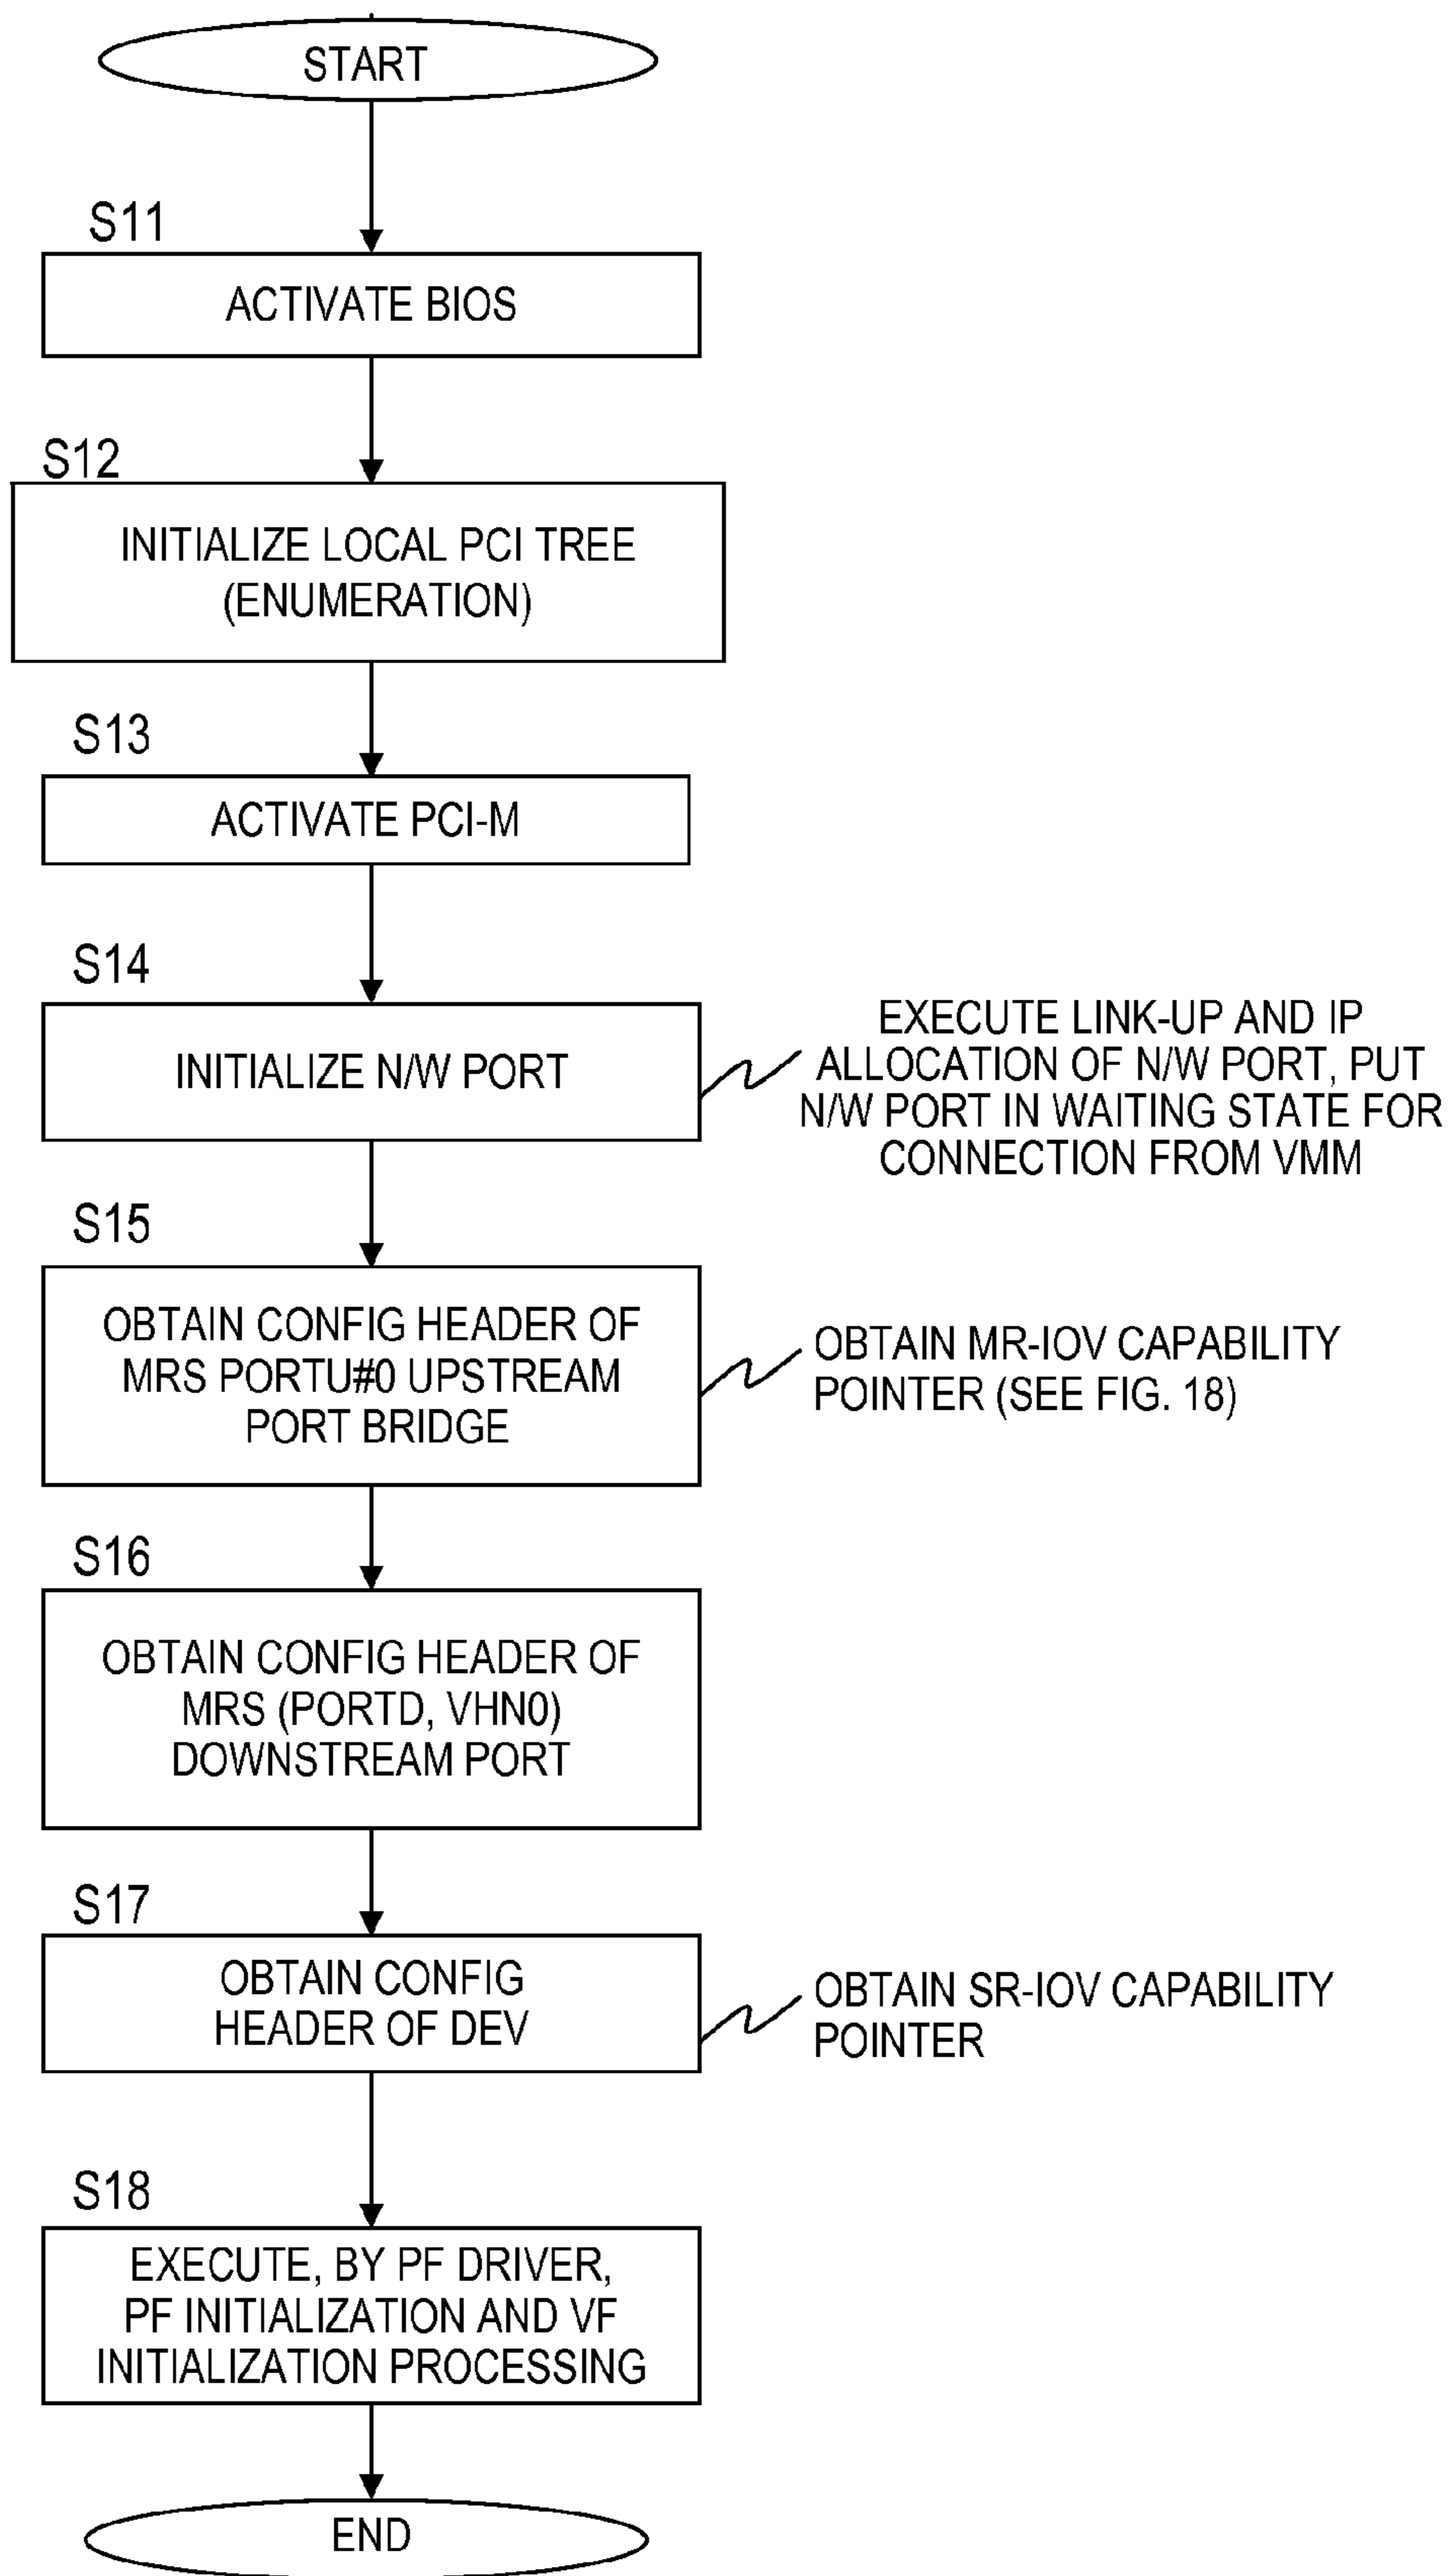 START
S11
ACTIVATE BIOS
S12
INITIALIZE LOCAL PCI TREE
(ENUMERATION)
S13
ACTIVATE PCI-M
S14
INITIALIZE N/W PORT
EXECUTE LINK-UP AND IP
ALLOCATION OF N/W PORT, PUT
N/W PORT IN WAITING STATE FOR
CONNECTION FROM VMM
S15
OBTAIN CONFIG HEADER OF
MRS PORTU#0 UPSTREAM
PORT BRIDGE
OBTAIN MR-IOV CAPABILITY
POINTER (SEE FIG. 18)
S16
OBTAIN CONFIG HEADER OF
MRS (PORTD, VHN0)
DOWNSTREAM PORT
S17
OBTAIN CONFIG
HEADER OF DEV
OBTAIN SR-IOV CAPABILITY
POINTER
S18
EXECUTE, BY PF DRIVER,
PF INITIALIZATION AND VF
INITIALIZATION PROCESSING
END